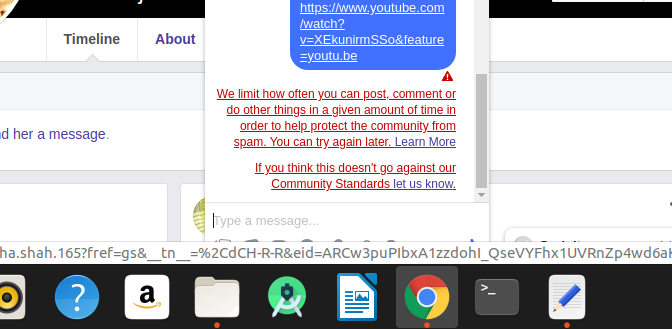 https://www.youtube.com
/watch?
v=XEkunirmSSo&feature
=youtu.be
Timeline
About
We limit how often you can post, comment or
do other things in a given amount of time in
order to help protect the community from
spam. You can try again later. Learn More
nd her a message.
If you think this doesn't go against our
Community Standards let us know.
Type a message...
ha.shah.165?fref=gs&__tn__=%2CdCH-R-R&eid=ARCw3puPIbxA1zzdohI_QseVYFhx1UVRnZp4wd6aK
?
a
>_